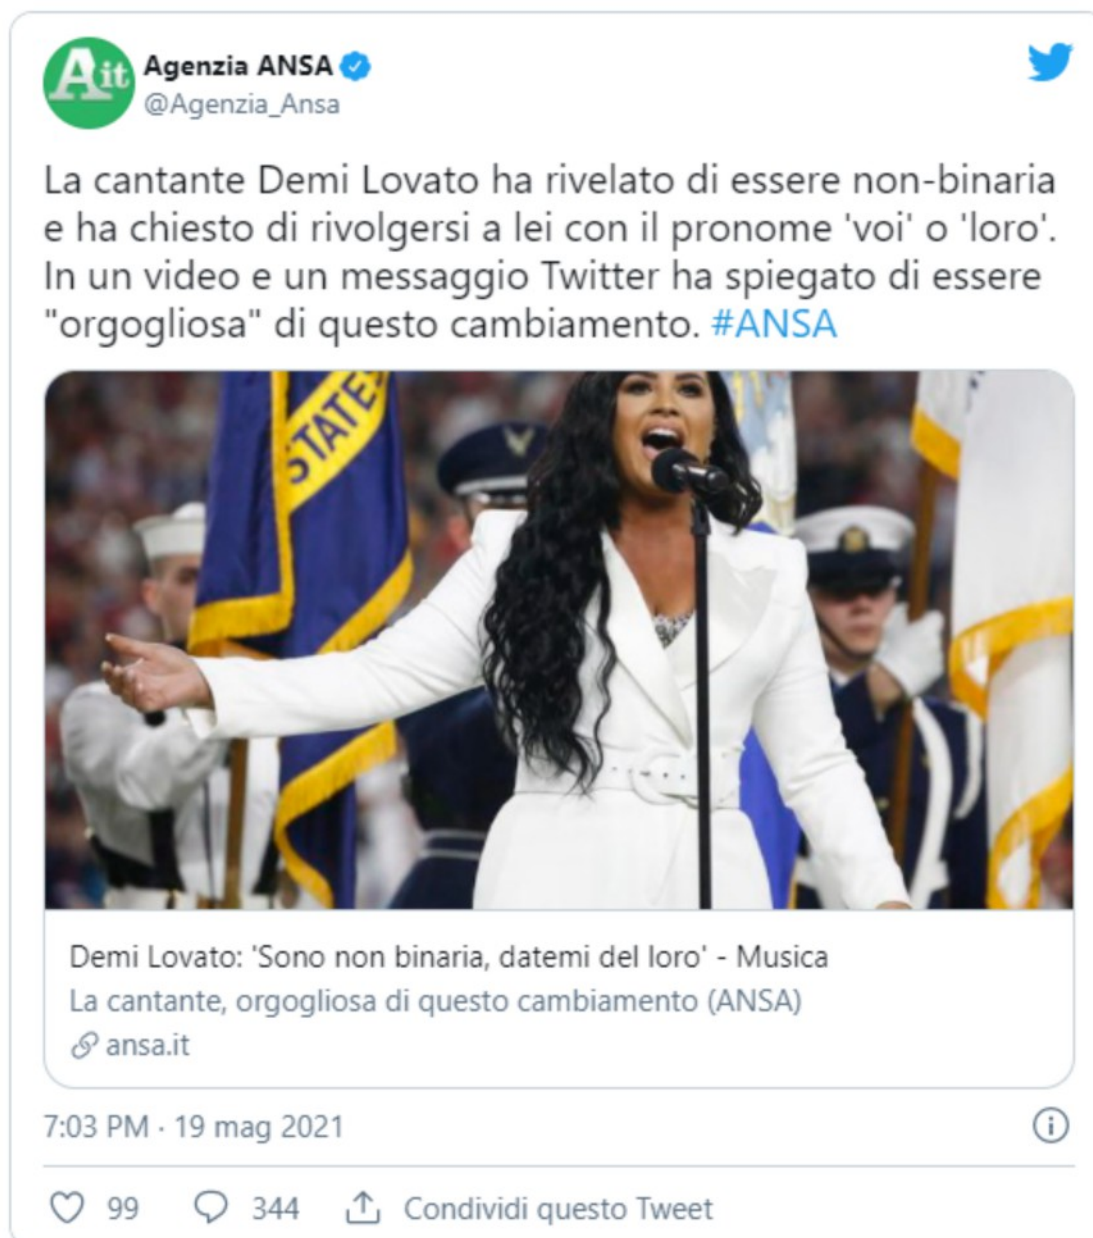 Ait
Agenzia ANSA
@Agenzia_Ansa
La cantante Demi Lovato ha rivelato di essere non-binaria
e ha chiesto di rivolgersi a lei con il pronome 'voi' o 'loro'.
In un video e un messaggio Twitter ha spiegato di essere
"orgogliosa" di questo cambiamento. #ANSA
STATES
Demi Lovato: 'Sono non binaria, datemi del loro' - Musica
La cantante, orgogliosa di questo cambiamento (ANSA)
ansa.it
7:03 PM · 19 mag 2021
99 344 Condividi questo Tweet